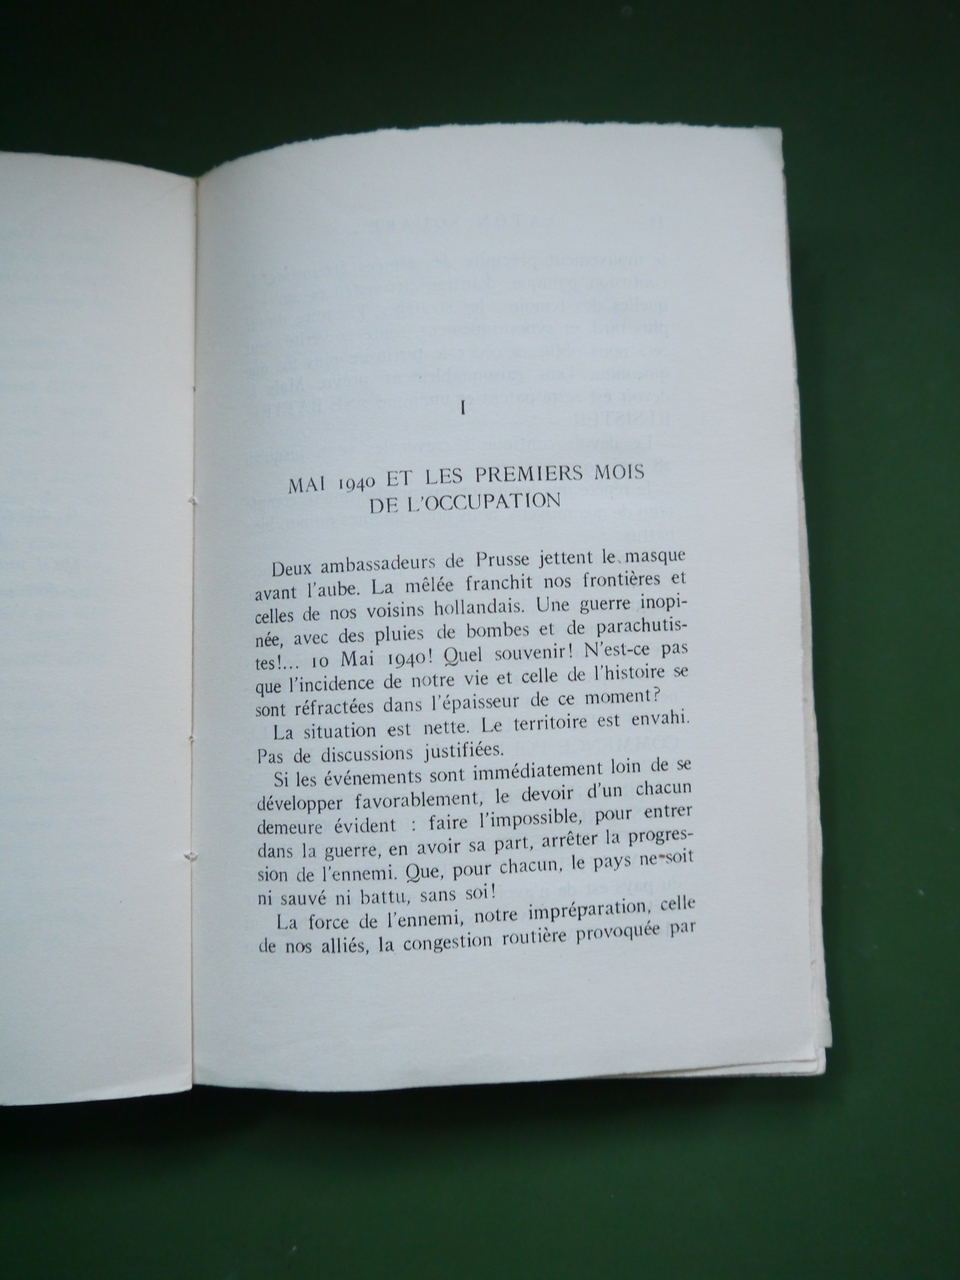 I
MAI 1940 ET LES PREMIERS MOIS
DE L'OCCUPATION
Deux ambassadeurs de Prusse jettent le masque
avant l'aube. La mêlée franchit nos frontières et
celles de nos voisins hollandais. Une guerre inopi-
née, avec des pluies de bombes et de parachutis-
tes!... 10 Mai 1940! Quel souvenir! N'est-ce pas
que l'incidence de notre vie et celle de l'histoire se
sont réfractées dans l'épaisseur de ce moment?
La situation est nette. Le territoire est envahi.
Pas de discussions justifiées.
Si les événements sont immédiatement loin de se
développer favorablement, le devoir d'un chacun
demeure évident : faire l'impossible, pour entrer
dans la guerre, en avoir sa part, arrêter la progres-
sion de l'ennemi. Que, pour chacun, le pays ne soit
ni sauvé ni battu, sans soi!
La force de l'ennemi, notre impréparation, celle
de nos alliés, la congestion routière provoquée par